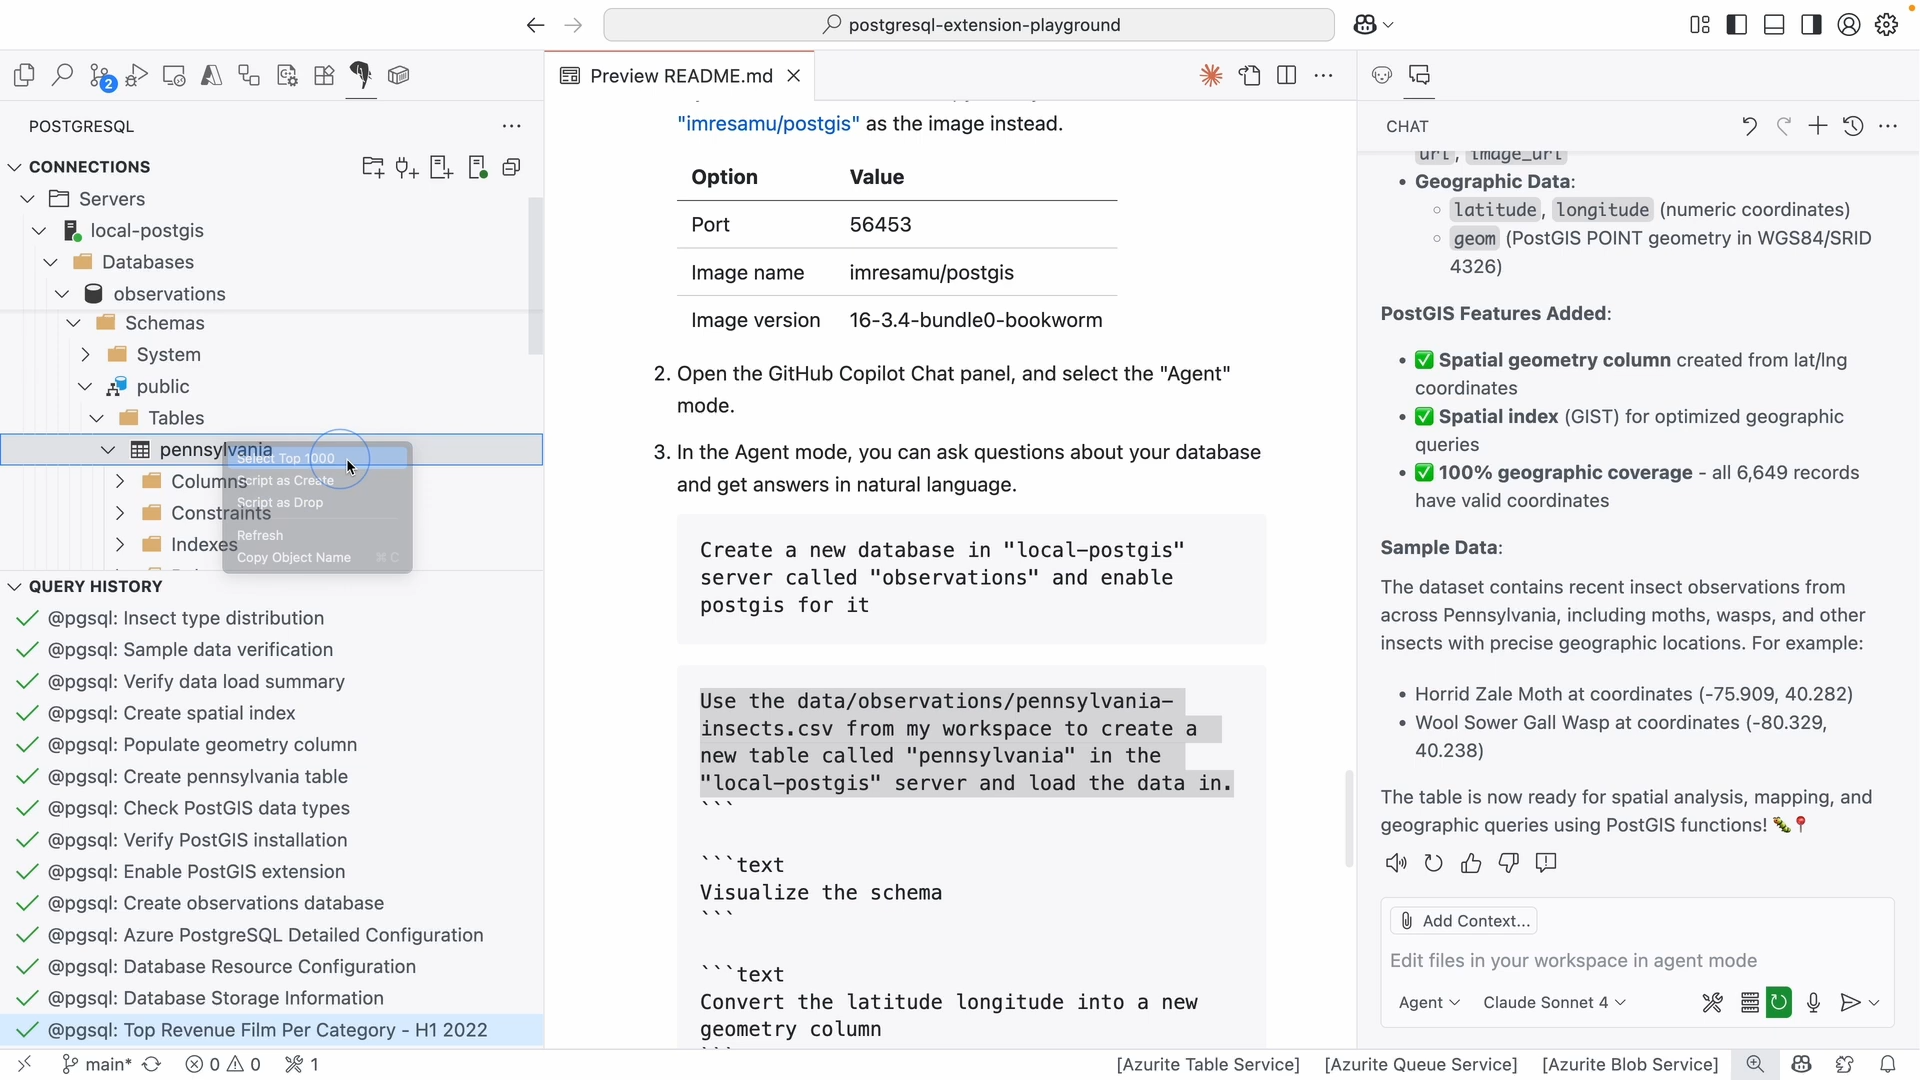 postgresql-extension-playground
2
Preview README.md
POSTGRESQL
CONNECTIONS
Servers
local-postgis
Databases
observations
Schemas
System
public
Tables
pennsylvania
Columns
Constraints
Indexes
Select Top 1000
Script as Create
Script as Drop
Refresh
Copy Object Name ⌘ C
QUERY HISTORY
@pgsql: Insect type distribution
@pgsql: Sample data verification
@pgsql: Verify data load summary
@pgsql: Create spatial index
@pgsql: Populate geometry column
@pgsql: Create pennsylvania table
@pgsql: Check PostGIS data types
@pgsql: Verify PostGIS installation
@pgsql: Enable PostGIS extension
@pgsql: Create observations database
@pgsql: Azure PostgreSQL Detailed Configuration
@pgsql: Database Resource Configuration
@pgsql: Database Storage Information
@pgsql: Top Revenue Film Per Category - H1 2022
"imresamu/postgis" as the image instead.
Option Value
Port 56453
Image name imresamu/postgis
Image version 16-3.4-bundle0-bookworm
2. Open the GitHub Copilot Chat panel, and select the "Agent"
mode.
3. In the Agent mode, you can ask questions about your database
and get answers in natural language.
Create a new database in "local-postgis"
server called "observations" and enable
postgis for it
Use the data/observations/pennsylvania-
insects.csv from my workspace to create a
new table called "pennsylvania" in the
"local-postgis" server and load the data in.
```
```text
Visualize the schema
```
```text
Convert the latitude longitude into a new
geometry column
CHAT
url, image_url
• Geographic Data:
latitude, longitude (numeric coordinates)
geom (PostGIS POINT geometry in WGS84/SRID
4326)
PostGIS Features Added:
• ✅ Spatial geometry column created from lat/lng
coordinates
• ✅ Spatial index (GIST) for optimized geographic
queries
• ✅ 100% geographic coverage - all 6,649 records
have valid coordinates
Sample Data:
The dataset contains recent insect observations from
across Pennsylvania, including moths, wasps, and other
insects with precise geographic locations. For example:
• Horrid Zale Moth at coordinates (-75.909, 40.282)
• Wool Sower Gall Wasp at coordinates (-80.329,
40.238)
The table is now ready for spatial analysis, mapping, and
geographic queries using PostGIS functions! 🐛📍
Add Context...
Edit files in your workspace in agent mode
Agent Claude Sonnet 4
main* 0 0 1
[Azurite Table Service] [Azurite Queue Service] [Azurite Blob Service]